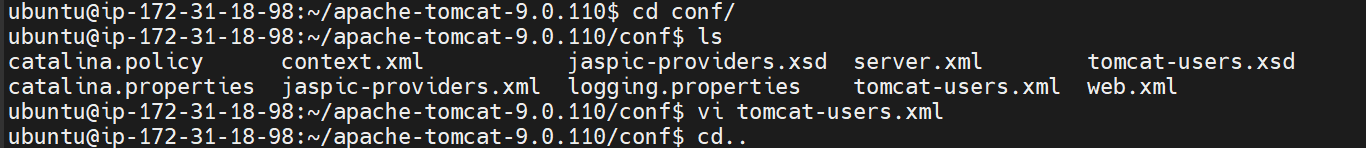 ubuntu@ip-172-31-18-98:~/apache-tomcat-9.0.110$ cd conf/
ubuntu@ip-172-31-18-98:~/apache-tomcat-9.0.110/conf$ ls
catalina.policy      context.xml           jaspic-providers.xsd  server.xml        tomcat-users.xsd
catalina.properties  jaspic-providers.xml  logging.properties    tomcat-users.xml  web.xml
ubuntu@ip-172-31-18-98:~/apache-tomcat-9.0.110/conf$ vi tomcat-users.xml
ubuntu@ip-172-31-18-98:~/apache-tomcat-9.0.110/conf$ cd..